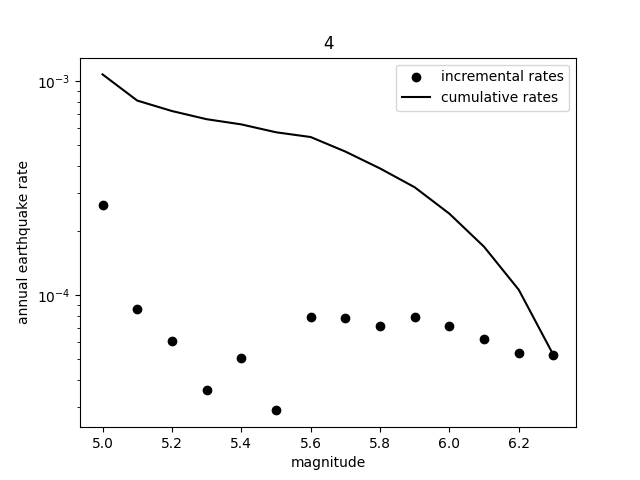 4
incremental rates
cumulative rates
annual earthquake rate
10⁻³
10⁻⁴
5.0 5.2 5.4 5.6 5.8 6.0 6.2
magnitude